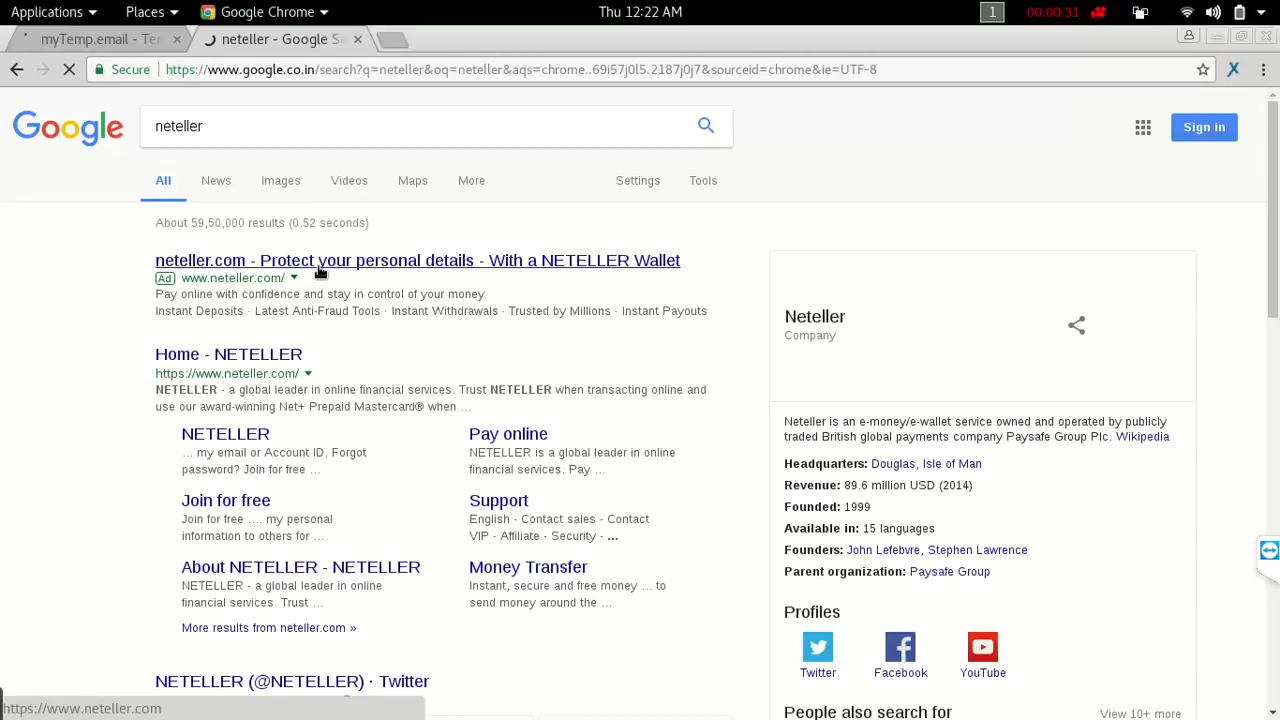 Applications Places Google Chrome Thu 12:22 AM 1 00:00:31
myTemp.email - Ten neteller - Google Se
Secure https://www.google.co.in/search?q=neteller&oq=neteller&aqs=chrome..69i57j0l5.2187j0j7&sourceid=chrome&ie=UTF-8
Google neteller Sign in
All News Images Videos Maps More Settings Tools
About 59,50,000 results (0.52 seconds)
neteller.com - Protect your personal details - With a NETELLER Wallet
Ad www.neteller.com/
Pay online with confidence and stay in control of your money.
Instant Deposits · Latest Anti-Fraud Tools · Instant Withdrawals · Trusted by Millions · Instant Payouts
Home - NETELLER
https://www.neteller.com/
NETELLER - a global leader in online financial services. Trust NETELLER when transacting online and
use our award-winning Net+ Prepaid Mastercard® when ...
NETELLER
... my email or Account ID. Forgot
password? Join for free ...
Pay online
NETELLER is a global leader in online
financial services. Pay ...
Join for free
Join for free .... my personal
information to others for ...
Support
English · Contact sales · Contact
VIP · Affiliate · Security · ...
About NETELLER - NETELLER
NETELLER - a global leader in online
financial services. Trust ...
Money Transfer
Instant, secure and free money ... to
send money around the ...
More results from neteller.com »
NETELLER (@NETELLER) · Twitter
https://www.neteller.com
Neteller
Company
Neteller is an e-money/e-wallet service owned and operated by publicly
traded British global payments company Paysafe Group Plc. Wikipedia
Headquarters: Douglas, Isle of Man
Revenue: 89.6 million USD (2014)
Founded: 1999
Available in: 15 languages
Founders: John Lefebvre, Stephen Lawrence
Parent organization: Paysafe Group
Profiles
Twitter Facebook YouTube
People also search for View 10+ more